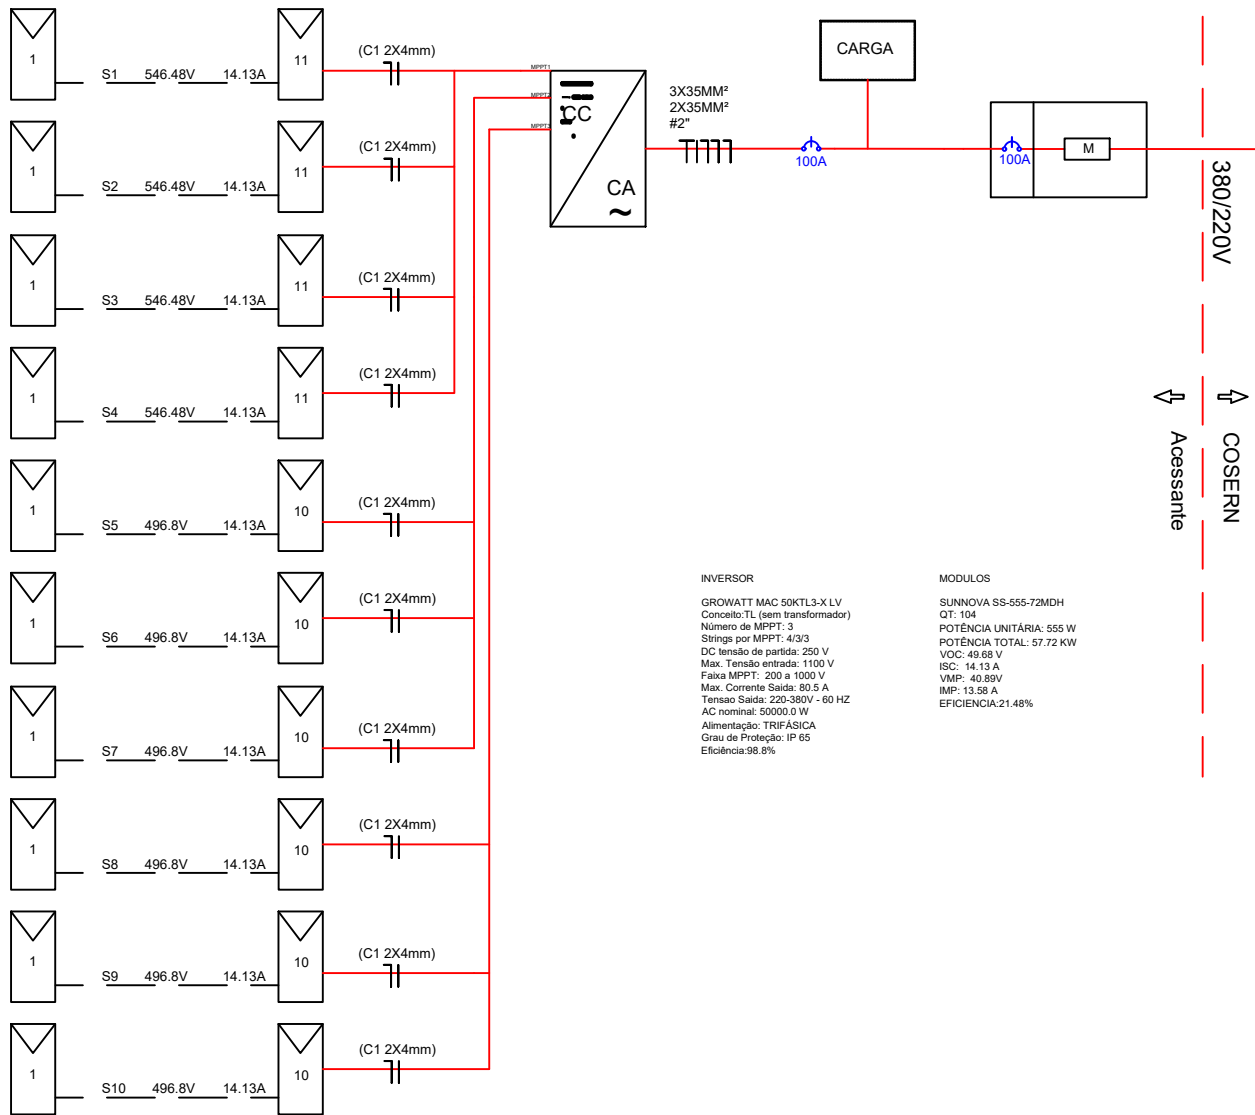 1 S1 546.48V 14.13A 11 (C1 2X4mm)
1 S2 546.48V 14.13A 11 (C1 2X4mm)
1 S3 546.48V 14.13A 11 (C1 2X4mm)
1 S4 546.48V 14.13A 11 (C1 2X4mm)
1 S5 496.8V 14.13A 10 (C1 2X4mm)
1 S6 496.8V 14.13A 10 (C1 2X4mm)
1 S7 496.8V 14.13A 10 (C1 2X4mm)
1 S8 496.8V 14.13A 10 (C1 2X4mm)
1 S9 496.8V 14.13A 10 (C1 2X4mm)
1 S10 496.8V 14.13A 10 (C1 2X4mm)
MPPT1
MPPT2
MPPT3
CC
CA
~
3X35MM²
2X35MM²
#2"
100A
CARGA
100A
M
380/220V
COSERN
Acessante
INVERSOR
GROWATT MAC 50KTL3-X LV
Conceito:TL (sem transformador)
Número de MPPT: 3
Strings por MPPT: 4/3/3
DC tensão de partida: 250 V
Max. Tensão entrada: 1100 V
Faixa MPPT: 200 a 1000 V
Max. Corrente Saida: 80.5 A
Tensao Saida: 220-380V - 60 HZ
AC nominal: 50000.0 W
Alimentação: TRIFÁSICA
Grau de Proteção: IP 65
Eficiência:98.8%
MODULOS
SUNNOVA SS-555-72MDH
QT: 104
POTÊNCIA UNITÁRIA: 555 W
POTÊNCIA TOTAL: 57.72 KW
VOC: 49.68 V
ISC: 14.13 A
VMP: 40.89V
IMP: 13.58 A
EFICIENCIA:21.48%